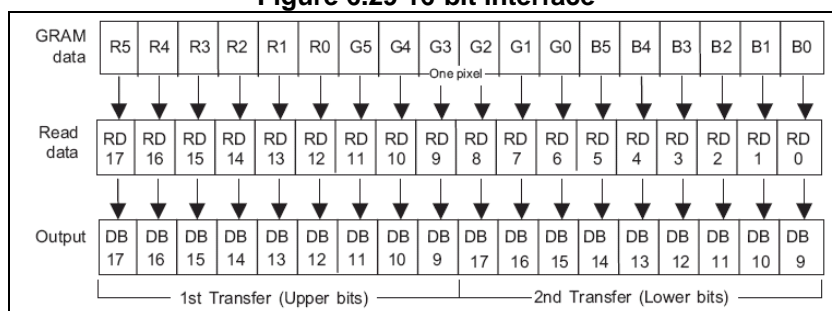 Figure 6.29 16-bit Interface
GRAM data R5 R4 R3 R2 R1 R0 G5 G4 G3 G2 G1 G0 B5 B4 B3 B2 B1 B0
One pixel
Read data RD 17 RD 16 RD 15 RD 14 RD 13 RD 12 RD 11 RD 10 RD 9 RD 8 RD 7 RD 6 RD 5 RD 4 RD 3 RD 2 RD 1 RD 0
Output DB 17 DB 16 DB 15 DB 14 DB 13 DB 12 DB 11 DB 10 DB 9 DB 17 DB 16 DB 15 DB 14 DB 13 DB 12 DB 11 DB 10 DB 9
1st Transfer (Upper bits) 2nd Transfer (Lower bits)